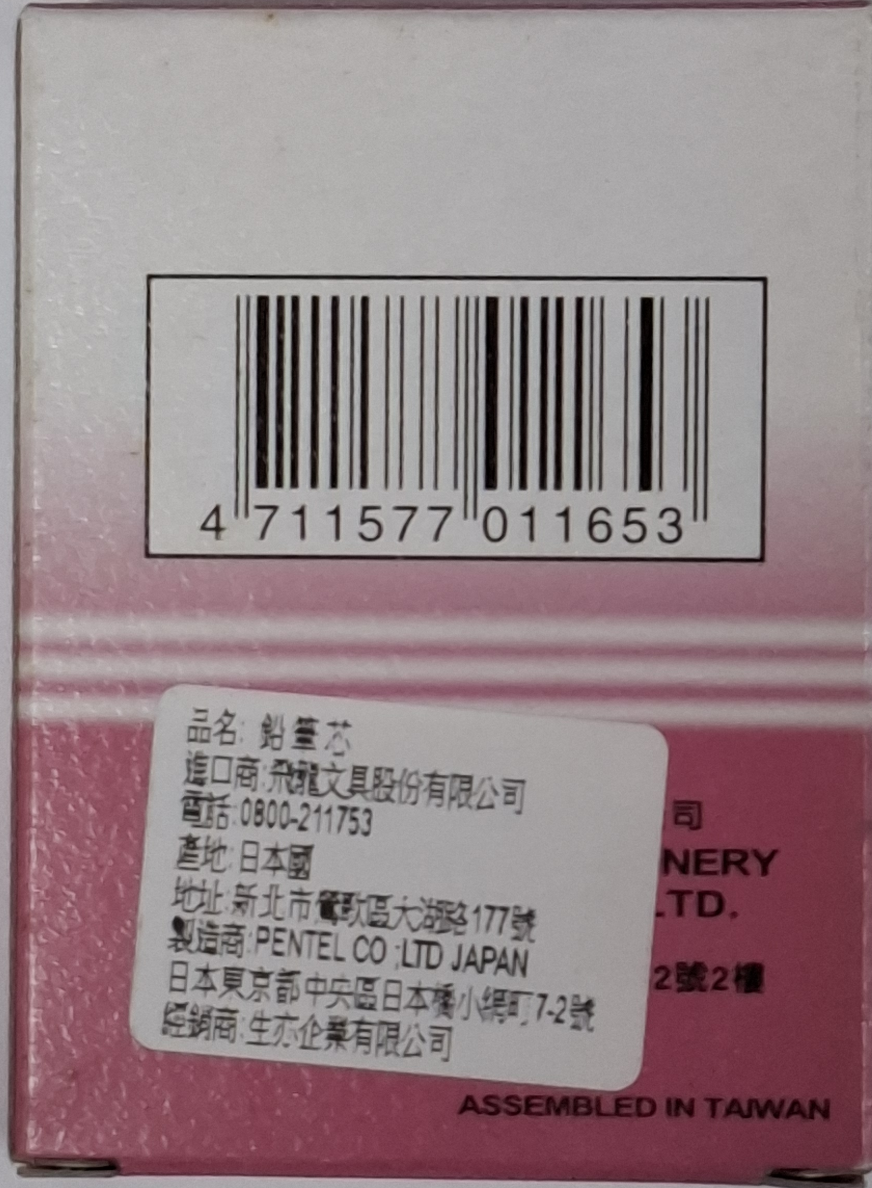 4 711577 011653
品名: 鉛筆芯
進口商:飛龍文具股份有限公司
電話:0800-211753
產地:日本國
地址:新北市鶯歌區大湖路177號
製造商:PENTEL CO ;LTD JAPAN
日本東京都中央區日本橋小網町7-2號
經銷商:生亦企業有限公司
司
NERY
LTD.
2號2樓
ASSEMBLED IN TAIWAN